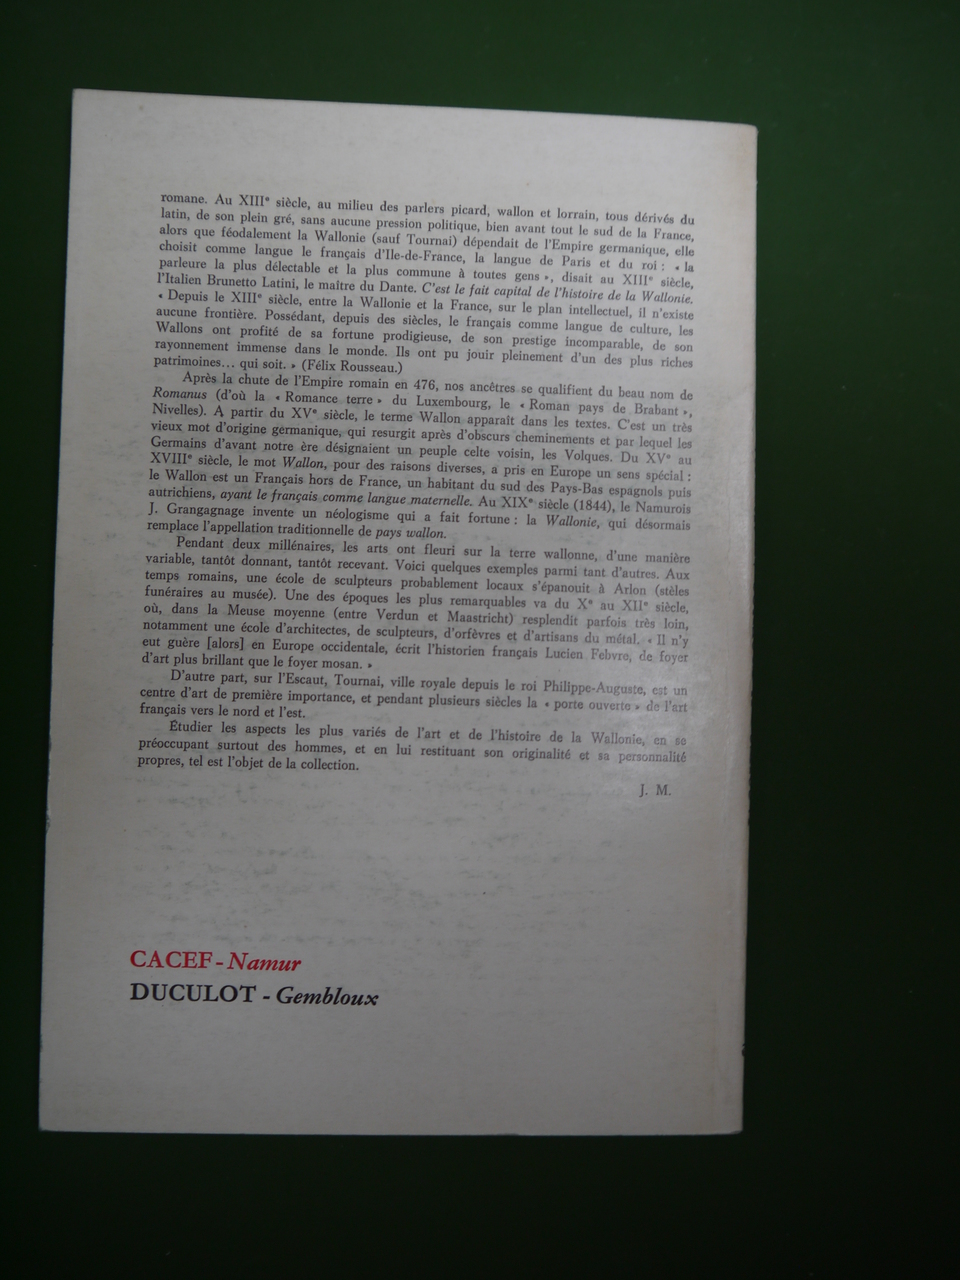 romane. Au XIIIᵉ siècle, au milieu des parlers picard, wallon et lorrain, tous dérivés du
latin, de son plein gré, sans aucune pression politique, bien avant tout le sud de la France,
alors que féodalement la Wallonie (sauf Tournai) dépendait de l'Empire germanique, elle
choisit comme langue le français d'Ile-de-France, la langue de Paris et du roi : « la
parleure la plus délectable et la plus commune à toutes gens », disait au XIIIᵉ siècle,
l'Italien Brunetto Latini, le maître du Dante. C'est le fait capital de l'histoire de la Wallonie.
« Depuis le XIIIᵉ siècle, entre la Wallonie et la France, sur le plan intellectuel, il n'existe
aucune frontière. Possédant, depuis des siècles, le français comme langue de culture, les
Wallons ont profité de sa fortune prodigieuse, de son prestige incomparable, de son
rayonnement immense dans le monde. Ils ont pu jouir pleinement d'un des plus riches
patrimoines... qui soit. » (Félix Rousseau.)
Après la chute de l'Empire romain en 476, nos ancêtres se qualifient du beau nom de
Romanus (d'où la « Romance terre » du Luxembourg, le « Roman pays de Brabant »,
Nivelles). A partir du XVᵉ siècle, le terme Wallon apparaît dans les textes. C'est un très
vieux mot d'origine germanique, qui resurgit après d'obscurs cheminements et par lequel les
Germains d'avant notre ère désignaient un peuple celte voisin, les Volques. Du XVᵉ au
XVIIIᵉ siècle, le mot Wallon, pour des raisons diverses, a pris en Europe un sens spécial :
le Wallon est un Français hors de France, un habitant du sud des Pays-Bas espagnols puis
autrichiens, ayant le français comme langue maternelle. Au XIXᵉ siècle (1844), le Namurois
J. Grangagnage invente un néologisme qui a fait fortune : la Wallonie, qui désormais
remplace l'appellation traditionnelle de pays wallon.
Pendant deux millénaires, les arts ont fleuri sur la terre wallonne, d'une manière
variable, tantôt donnant, tantôt recevant. Voici quelques exemples parmi tant d'autres. Aux
temps romains, une école de sculpteurs probablement locaux s'épanouit à Arlon (stèles
funéraires au musée). Une des époques les plus remarquables va du Xᵉ au XIIᵉ siècle,
où, dans la Meuse moyenne (entre Verdun et Maastricht) resplendit parfois très loin,
notamment une école d'architectes, de sculpteurs, d'orfèvres et d'artisans du métal. « Il n'y
eut guère [alors] en Europe occidentale, écrit l'historien français Lucien Febvre, de foyer
d'art plus brillant que le foyer mosan. »
D'autre part, sur l'Escaut, Tournai, ville royale depuis le roi Philippe-Auguste, est un
centre d'art de première importance, et pendant plusieurs siècles la « porte ouverte » de l'art
français vers le nord et l'est.
Étudier les aspects les plus variés de l'art et de l'histoire de la Wallonie, en se
préoccupant surtout des hommes, et en lui restituant son originalité et sa personnalité
propres, tel est l'objet de la collection.
J. M.
CACEF - Namur
DUCULOT - Gembloux